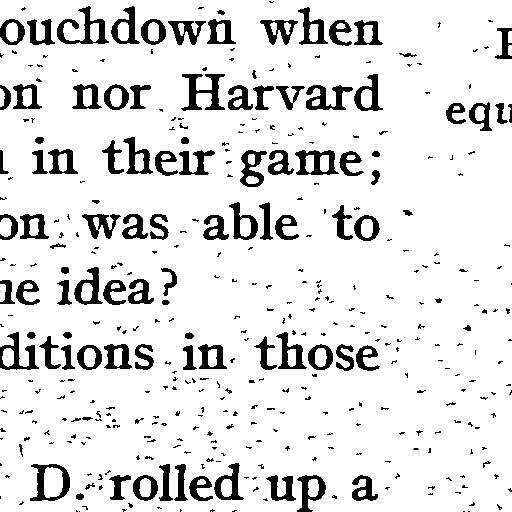 ouchdown when
on nor Harvard
in their game;
on was able to
ne idea?
ditions in those
D. rolled up a
equ